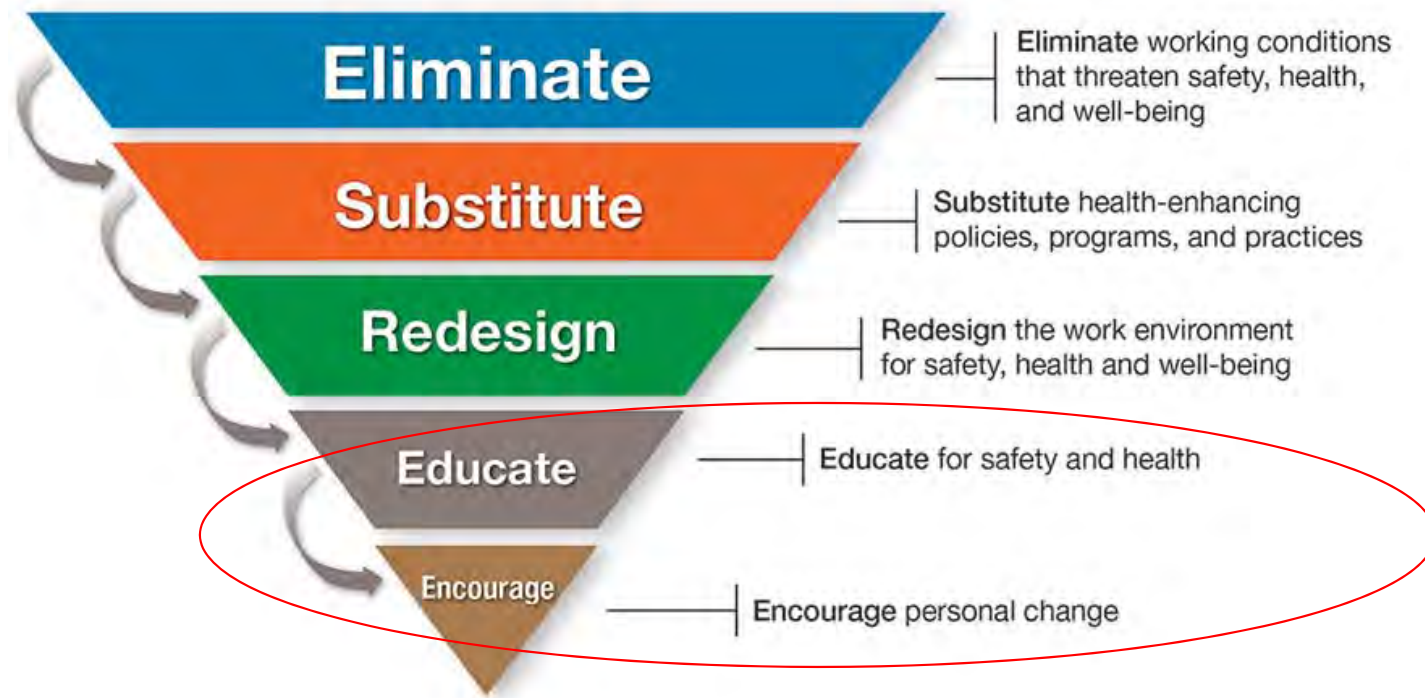 Eliminate
Eliminate working conditions
that threaten safety, health,
and well-being
Substitute
Substitute health-enhancing
policies, programs, and practices
Redesign
Redesign the work environment
for safety, health and well-being
Educate
Educate for safety and health
Encourage
Encourage personal change